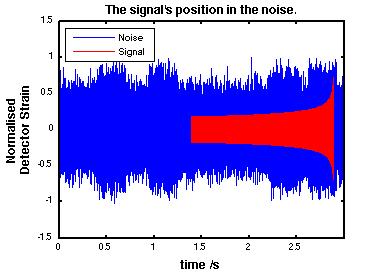 The signal's position in the noise.
Noise
Signal
Normalised
Detector Strain
1.5
1
0.5
0
-0.5
-1
-1.5
0 0.5 1 1.5 2 2.5
time /s